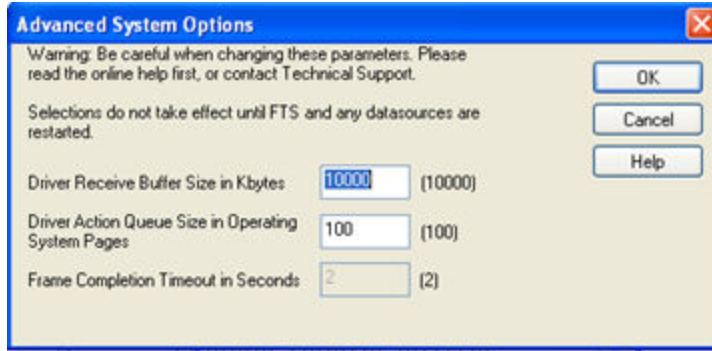 Advanced System Options
Warning: Be careful when changing these parameters. Please
read the online help first, or contact Technical Support.
OK
Selections do not take effect until FTS and any datasources are
restarted.
Cancel
Help
Driver Receive Buffer Size in Kbytes 10000 (10000)
Driver Action Queue Size in Operating
System Pages 100 (100)
Frame Completion Timeout in Seconds 2 (2)